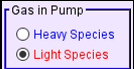 Gas in Pump
Heavy Species
Light Species